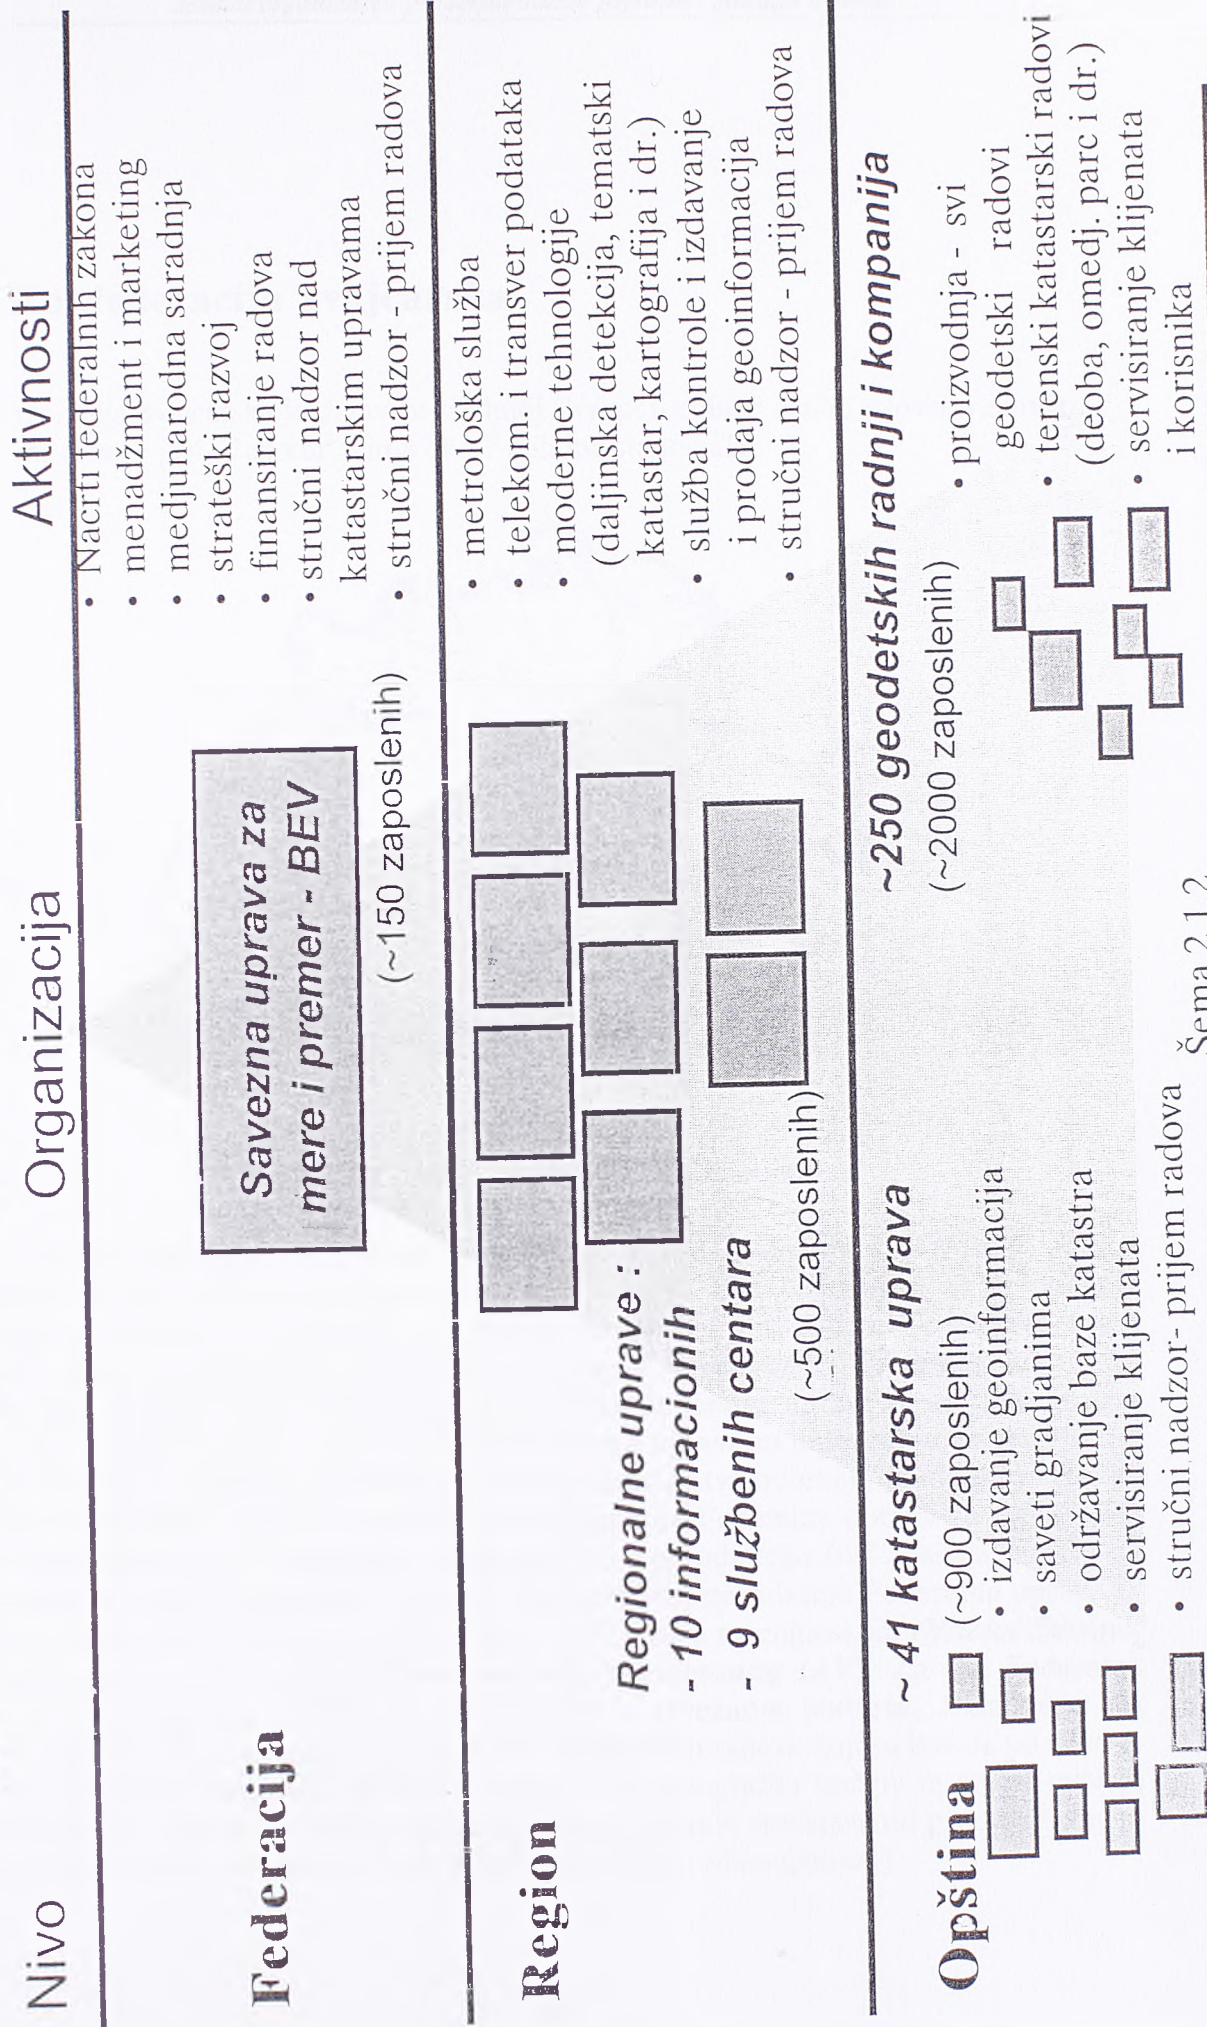 Nivo
Organizacija
Aktivnosti
Federacija
Savezna uprava za
mere i premer - BEV
(~150 zaposlenih)
• Nacrti federalnih zakona
• menadžment i marketing
• medjunarodna saradnja
• strateški razvoj
• finansiranje radova
• stručni nadzor nad
katastarskim upravama
• stručni nadzor - prijem radova
Region
Regionalne uprave :
- 10 informacionih
- 9 službenih centara
(~500 zaposlenih)
• metrološka služba
• telekom. i transver podataka
• moderne tehnologije
(daljinska detekcija, tematski
katastar, kartografija i dr.)
• služba kontrole i izdavanje
i prodaja geoinformacija
• stručni nadzor - prijem radova
Opština
~ 41 katastarska uprava
(~900 zaposlenih)
• izdavanje geoinformacija
• saveti gradjanima
• održavanje baze katastra
• servisiranje klijenata
• stručni nadzor- prijem radova
~250 geodetskih radnji i kompanija
(~2000 zaposlenih)
• proizvodnja - svi
geodetski radovi
• terenski katastarski radovi
(deoba, omedj. parc i dr.)
• servisiranje klijenata
i korisnika
Šema 2.1.2